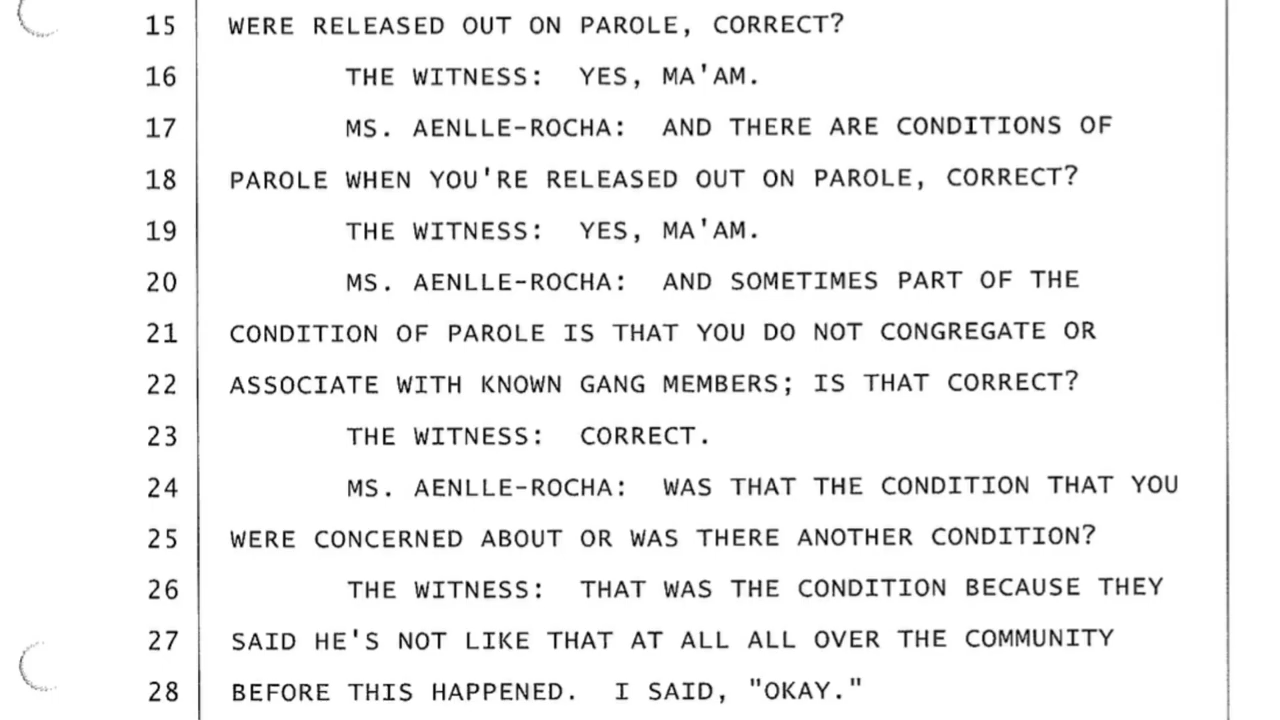 15 WERE RELEASED OUT ON PAROLE, CORRECT?
16 THE WITNESS: YES, MA'AM.
17 MS. AENLLE-ROCHA: AND THERE ARE CONDITIONS OF
18 PAROLE WHEN YOU'RE RELEASED OUT ON PAROLE, CORRECT?
19 THE WITNESS: YES, MA'AM.
20 MS. AENLLE-ROCHA: AND SOMETIMES PART OF THE
21 CONDITION OF PAROLE IS THAT YOU DO NOT CONGREGATE OR
22 ASSOCIATE WITH KNOWN GANG MEMBERS; IS THAT CORRECT?
23 THE WITNESS: CORRECT.
24 MS. AENLLE-ROCHA: WAS THAT THE CONDITION THAT YOU
25 WERE CONCERNED ABOUT OR WAS THERE ANOTHER CONDITION?
26 THE WITNESS: THAT WAS THE CONDITION BECAUSE THEY
27 SAID HE'S NOT LIKE THAT AT ALL ALL OVER THE COMMUNITY
28 BEFORE THIS HAPPENED. I SAID, "OKAY."